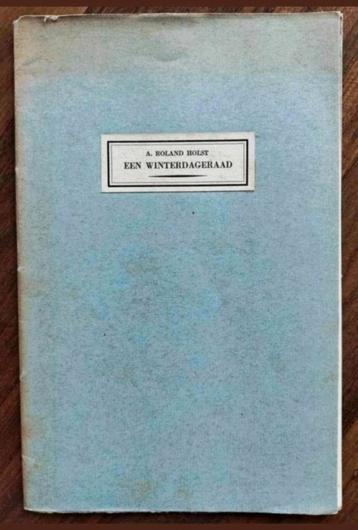 A. ROLAND HOLST
EEN WINTERDAGERAAD